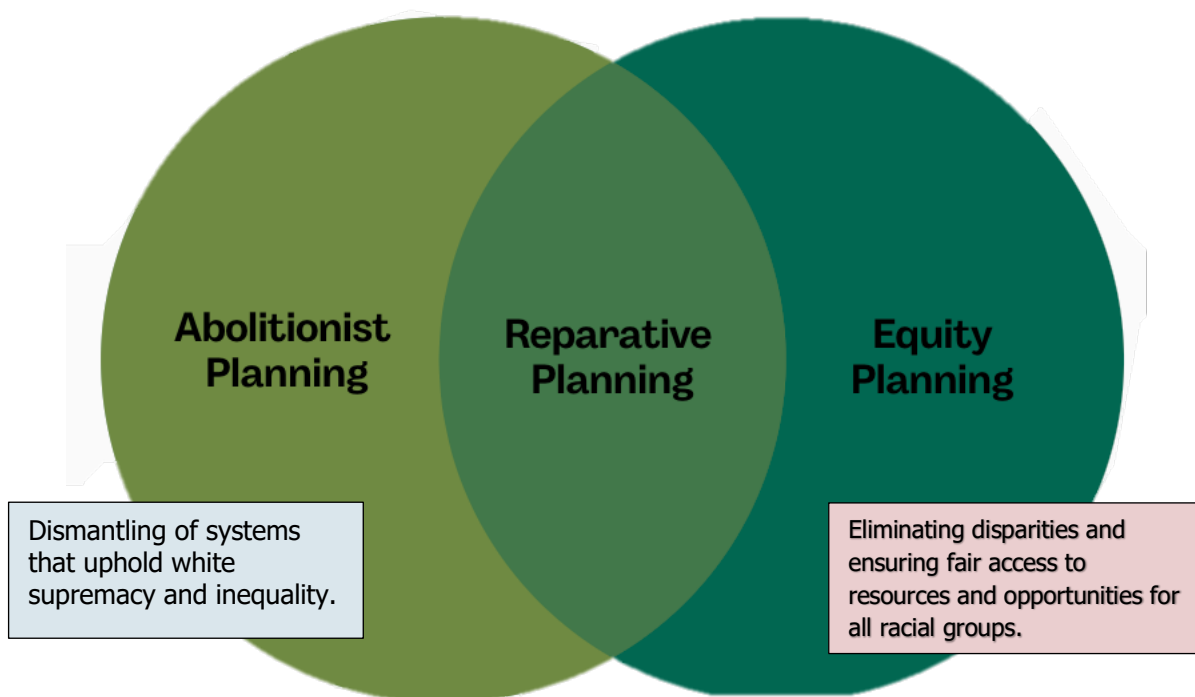 Abolitionist
Planning
Reparative
Planning
Equity
Planning
Dismantling of systems
that uphold white
supremacy and inequality.
Eliminating disparities and
ensuring fair access to
resources and opportunities for
all racial groups.